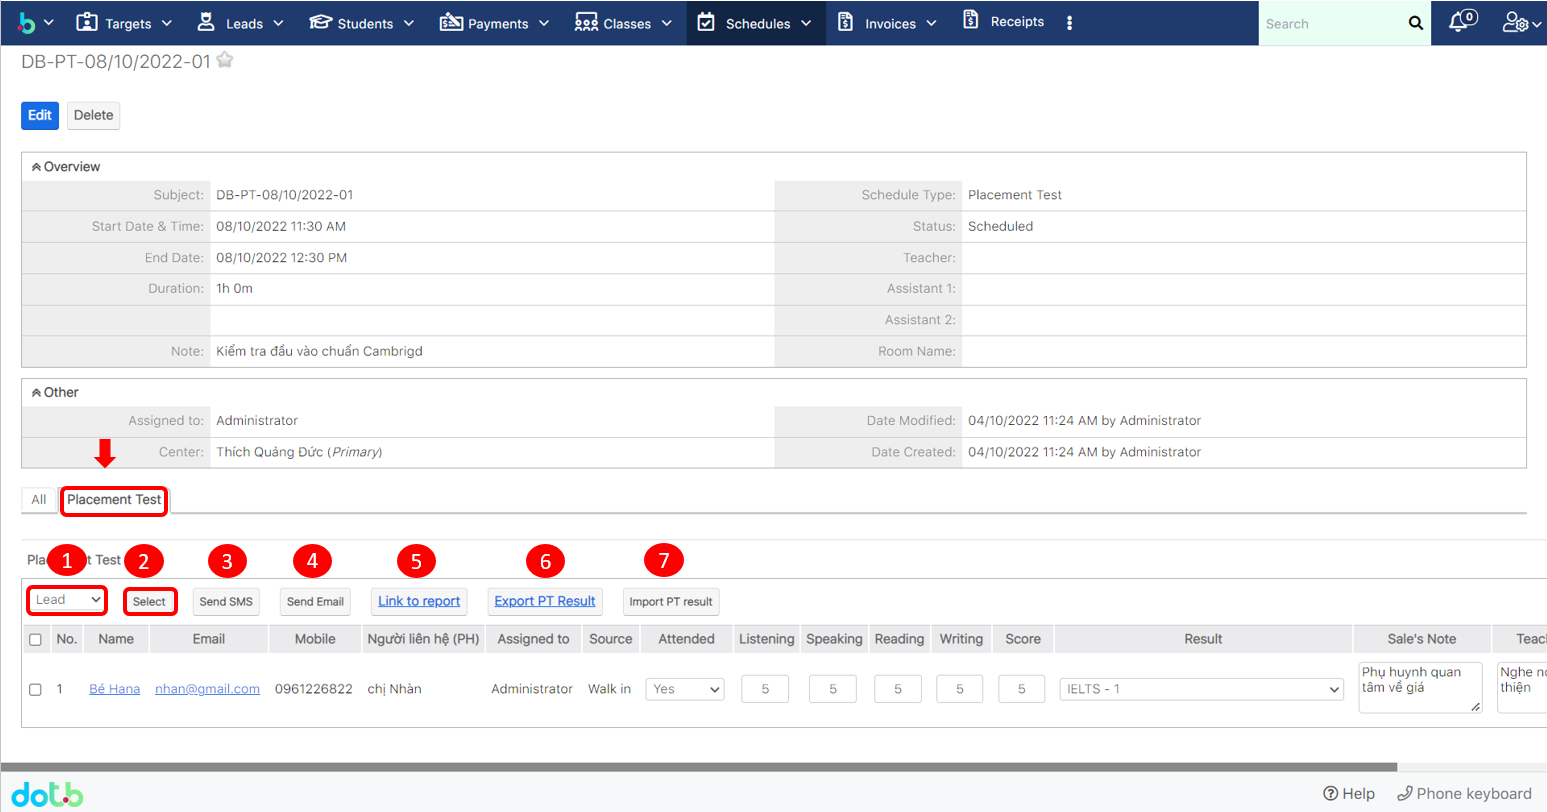 b Targets Leads Students Payments Classes Schedules Invoices Receipts Search 0
DB-PT-08/10/2022-01
Edit Delete
Overview
Subject: DB-PT-08/10/2022-01 Schedule Type: Placement Test
Start Date & Time: 08/10/2022 11:30 AM Status: Scheduled
End Date: 08/10/2022 12:30 PM Teacher:
Duration: 1h 0m Assistant 1:
Assistant 2:
Note: Kiểm tra đầu vào chuẩn Cambrigd Room Name:
Other
Assigned to: Administrator Date Modified: 04/10/2022 11:24 AM by Administrator
Center: Thích Quảng Đức (Primary) Date Created: 04/10/2022 11:24 AM by Administrator
All Placement Test
Pla 1 t Test 2 3 4 5 6 7
Lead Select Send SMS Send Email Link to report Export PT Result Import PT result
No. Name Email Mobile Người liên hệ (PH) Assigned to Source Attended Listening Speaking Reading Writing Score Result Sale's Note Teac
1 Bé Hana nhan@gmail.com 0961226822 chị Nhàn Administrator Walk in Yes 5 5 5 5 5 IELTS - 1 Phụ huynh quan Nghe
tâm về giá thiện
dotb Help Phone keyboard